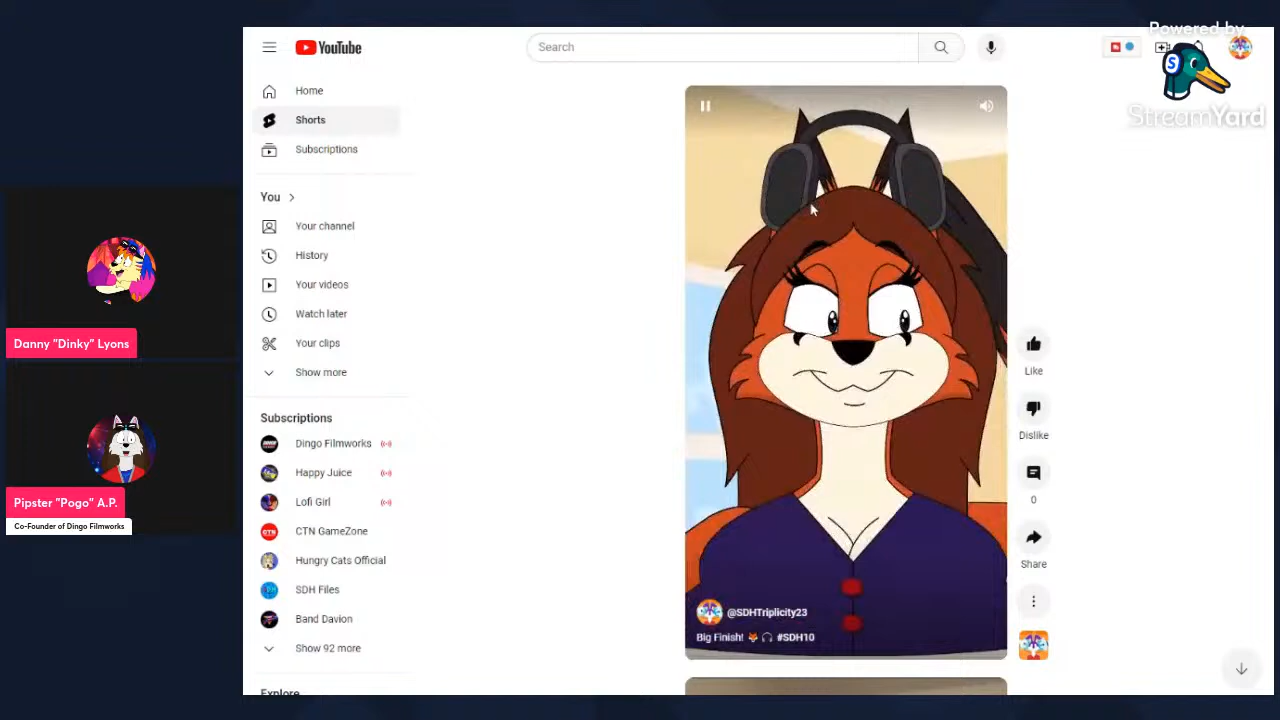 Powered by
StreamYard
YouTube
Search
Home
Shorts
Subscriptions
You
Your channel
History
Your videos
Watch later
Your clips
Show more
Subscriptions
Dingo Filmworks
Happy Juice
Lofi Girl
CTN GameZone
Hungry Cats Official
SDH Files
Band Davion
Show 92 more
Explore
Like
Dislike
0
Share
@SDHTriplicity23
Big Finish! 🦊 🎧 #SDH10
Danny "Dinky" Lyons
Pipster "Pogo" A.P.
Co-Founder of Dingo Filmworks